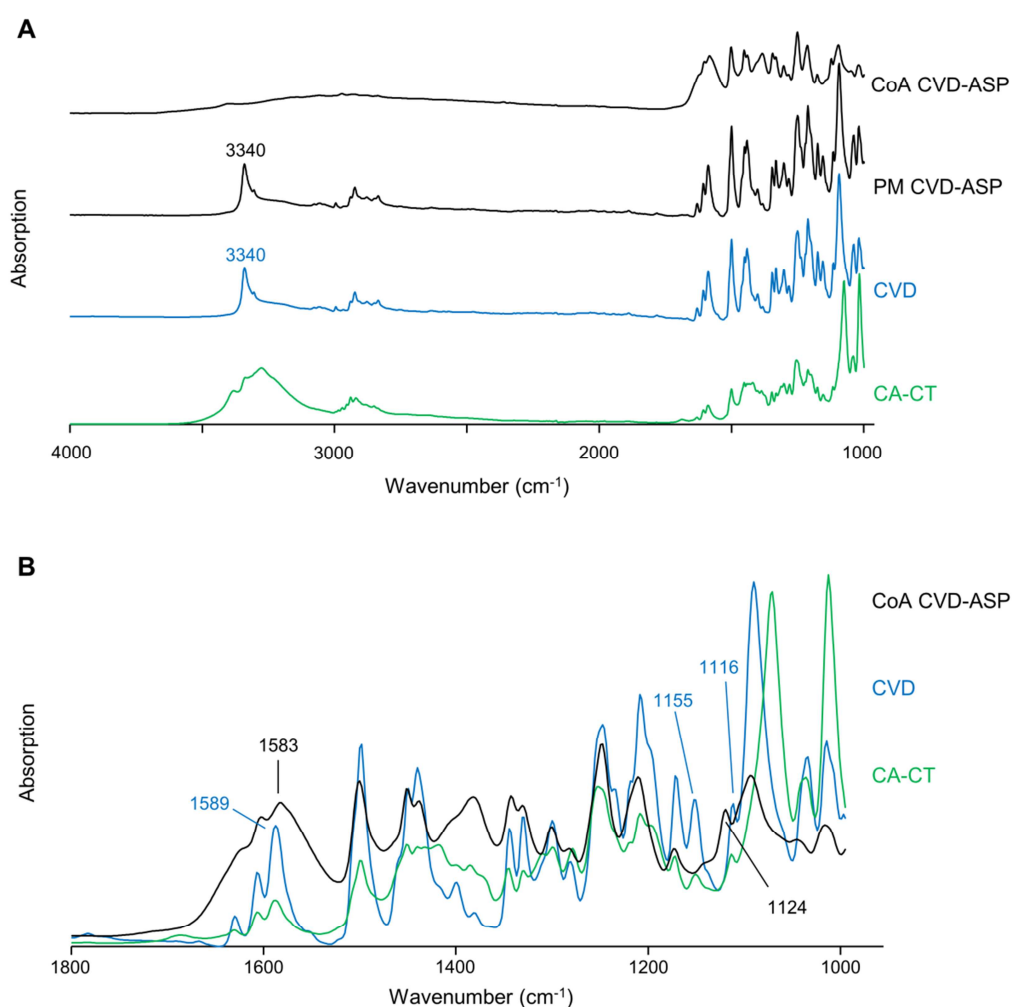 A
CoA CVD-ASP
3340
PM CVD-ASP
3340
CVD
CA-CT
Absorption
4000
3000
2000
1000
Wavenumber (cm⁻¹)
B
CoA CVD-ASP
1116
CVD
1155
1583
CA-CT
1589
1124
Absorption
1800
1600
1400
1200
1000
Wavenumber (cm⁻¹)